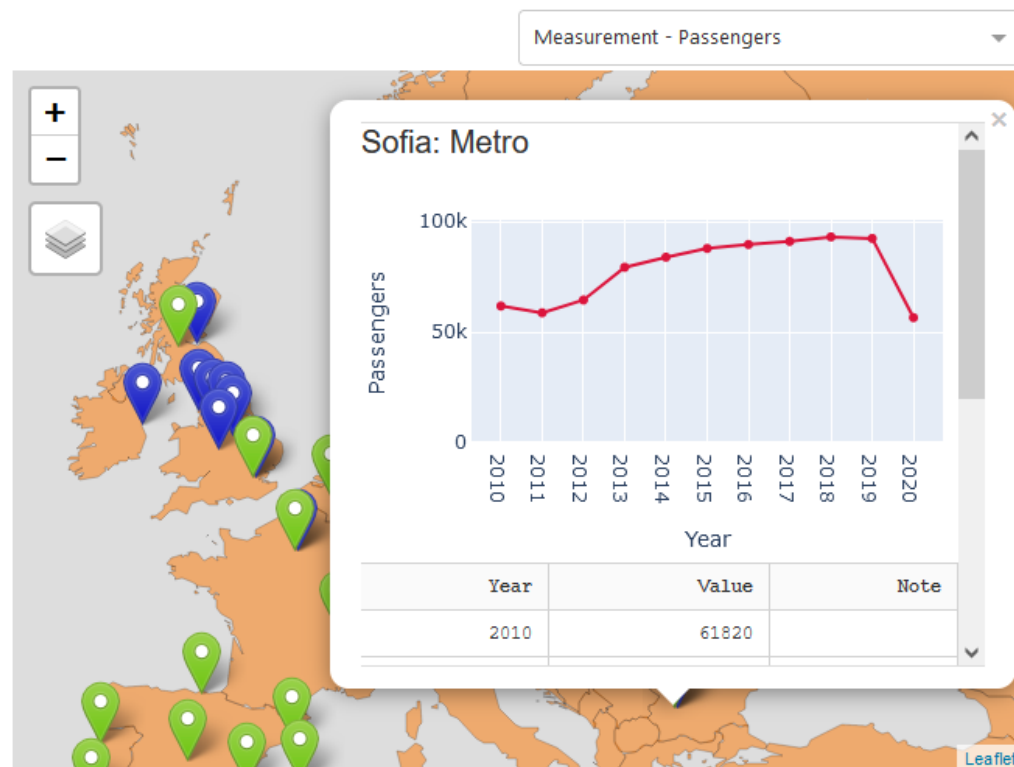 Measurement - Passengers
+
−
×
Sofia: Metro
100k
50k
0
Passengers
2010
2011
2012
2013
2014
2015
2016
2017
2018
2019
2020
Year
Year Value Note
2010 61820
Leaflet